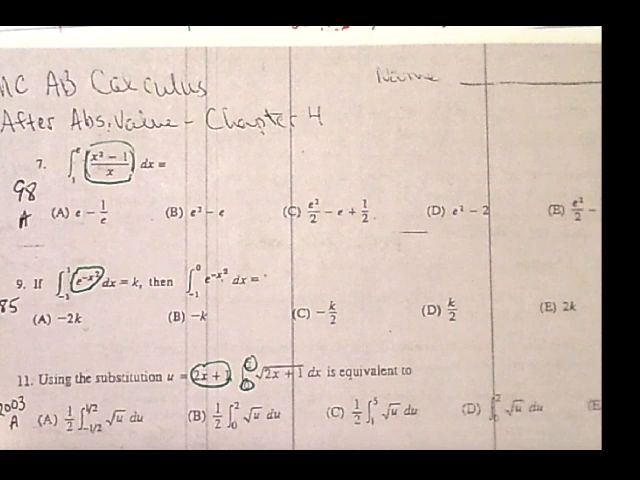 MC AB Calculus Name
After Abs. Value - Chapter 4
7. ∫₁ᵉ (x² − 1)/x dx =
98
A (A) e − 1/e (B) e² − e (C) e²/2 − e + 1/2 (D) e² − 2 (E) e²/2 −
9. If ∫₋₁¹ e^(−x²) dx = k, then ∫₋₁⁰ e^(−x²) dx =
85
(A) −2k (B) −k (C) −k/2 (D) k/2 (E) 2k
11. Using the substitution u = 2x + 1, √(2x + 1) dx is equivalent to
2003
A (A) 1/2 ∫₋₁/₂^(1/2) √u du (B) 1/2 ∫₀² √u du (C) 1/2 ∫₁⁵ √u du (D) ∫₀² √u du (E